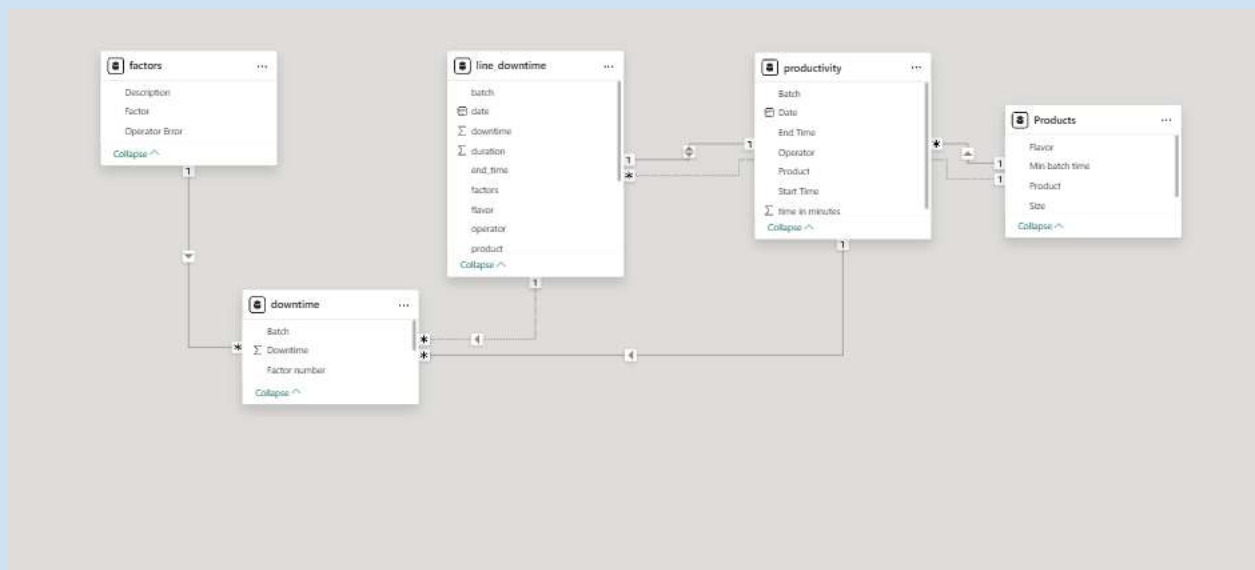 factors
Description
Factor
Operator Error
Collapse
line_downtime
batch
date
downtime
duration
end_time
factors
flavor
operator
product
Collapse
productivity
Batch
Date
End Time
Operator
Product
Start Time
time in minutes
Collapse
Products
Flavor
Min batch time
Product
Size
Collapse
downtime
Batch
Downtime
Factor number
Collapse
1
*
1
*
1
*
1
1
1
*
*
1